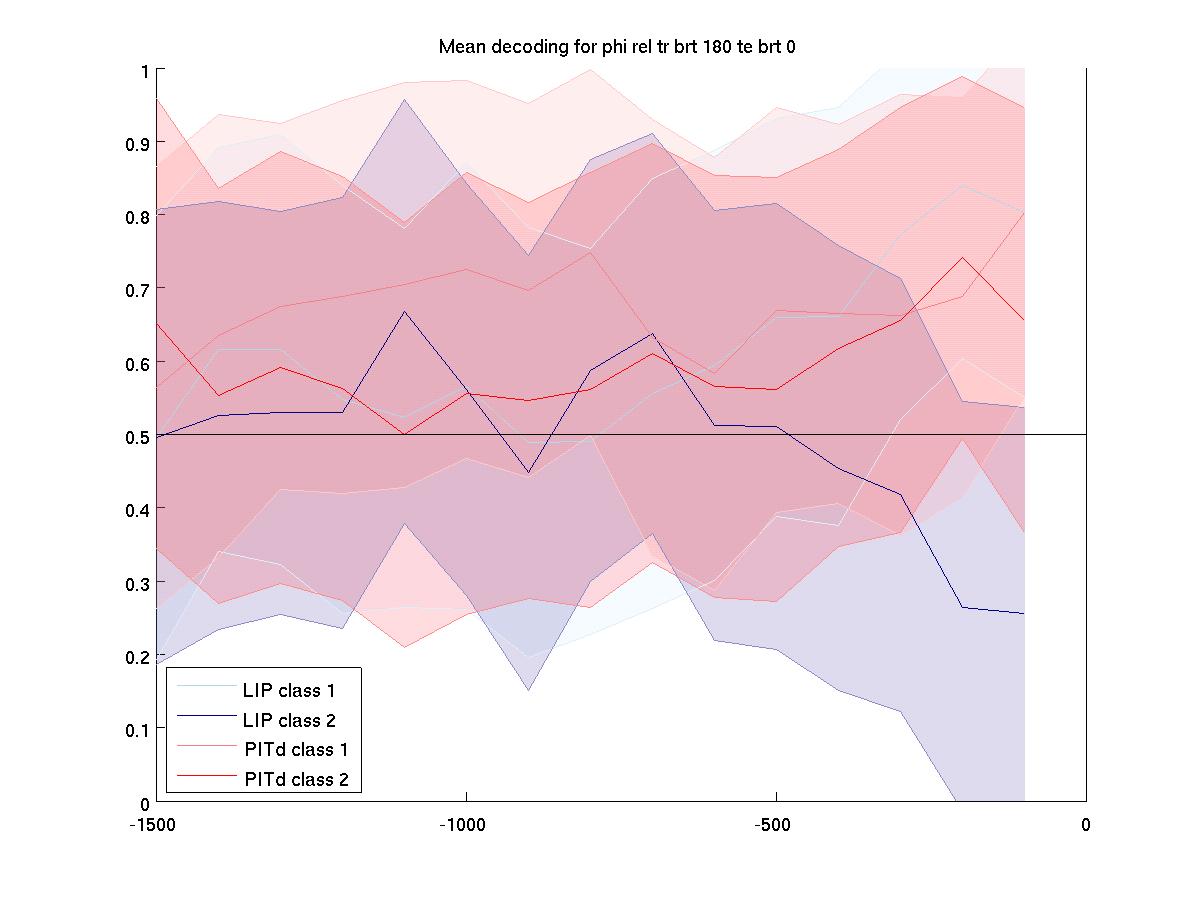 Mean decoding for phi rel tr brt 180 te brt 0
1
0.9
0.8
0.7
0.6
0.5
0.4
0.3
0.2
0.1
0
LIP class 1
LIP class 2
PITd class 1
PITd class 2
-1500 -1000 -500 0